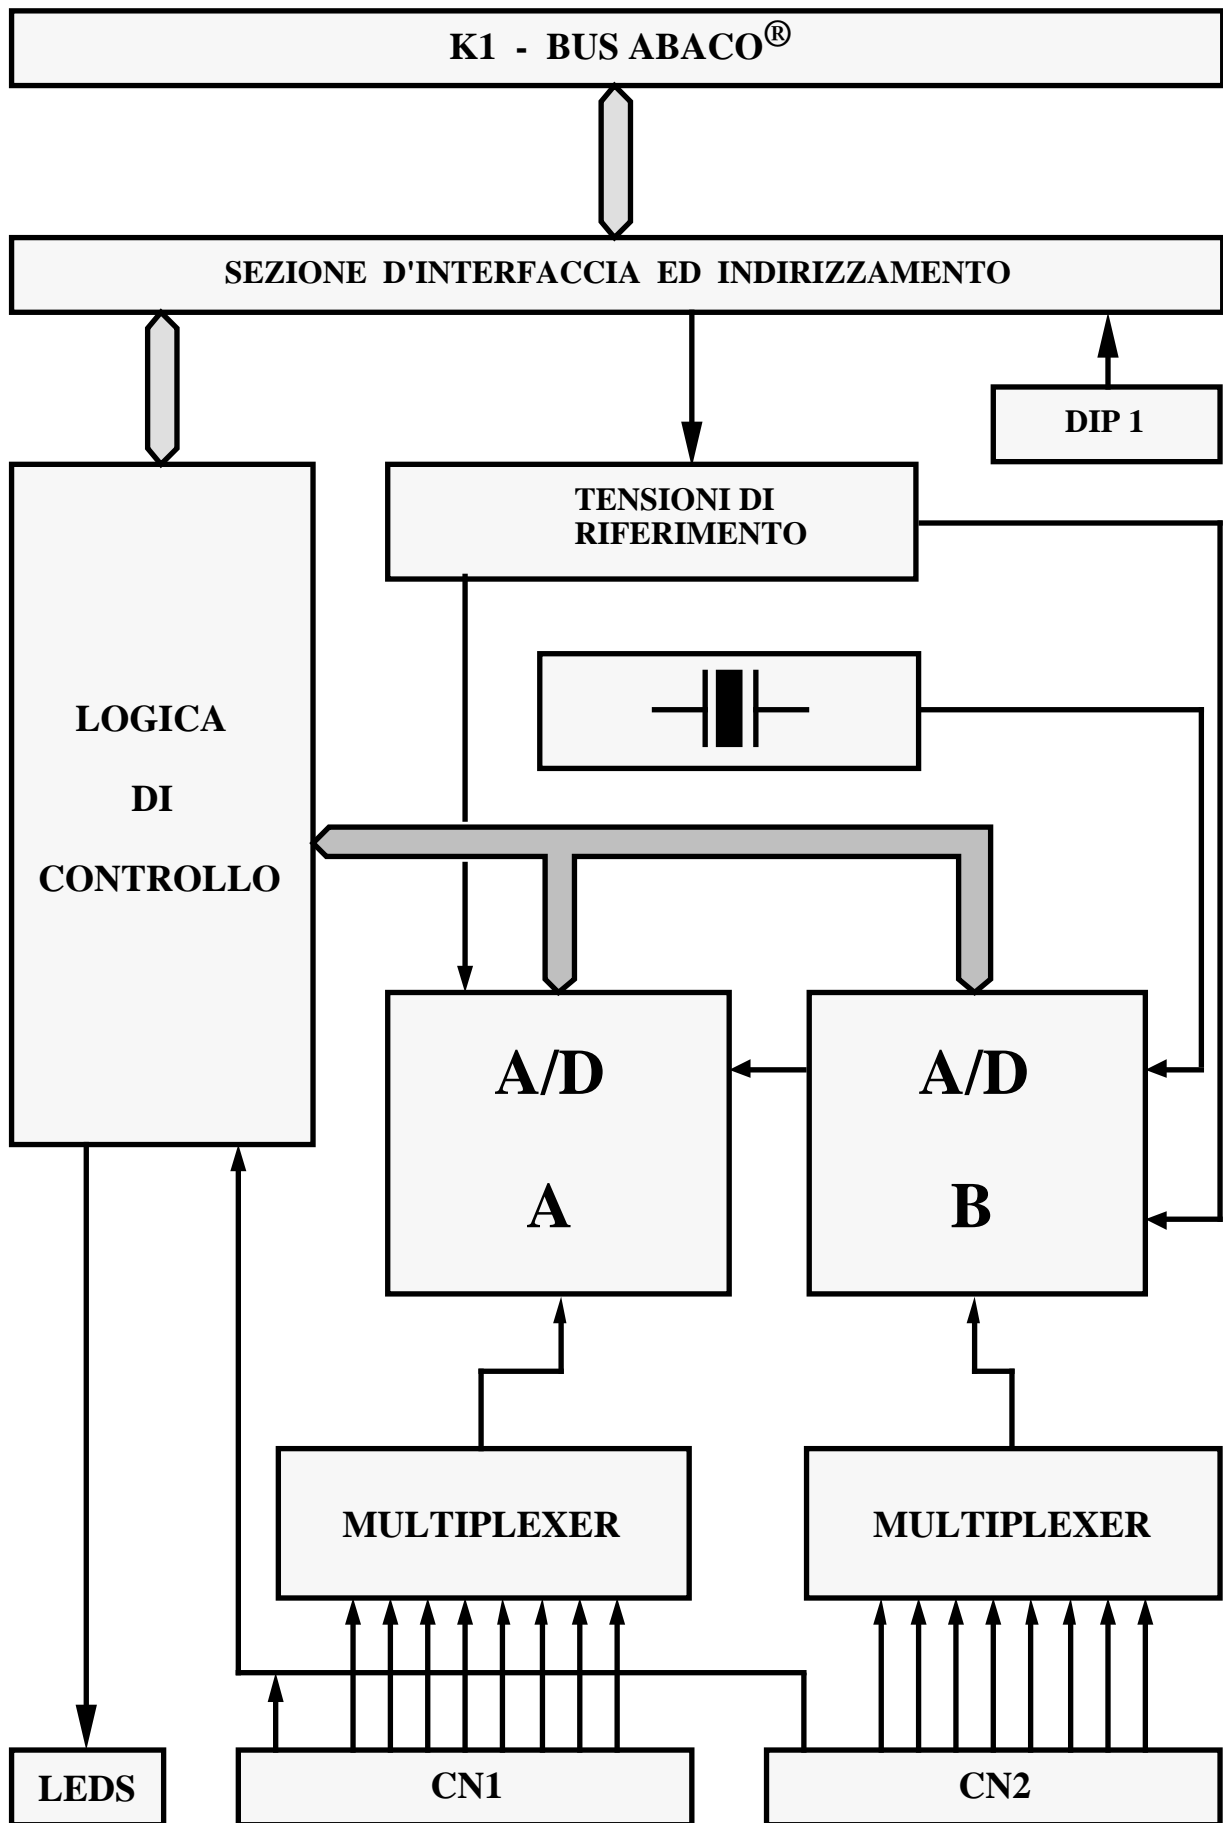 K1 - BUS ABACO®
SEZIONE D'INTERFACCIA ED INDIRIZZAMENTO
DIP 1
TENSIONI DI
RIFERIMENTO
LOGICA
DI
CONTROLLO
A/D
A
A/D
B
MULTIPLEXER
MULTIPLEXER
LEDS
CN1
CN2